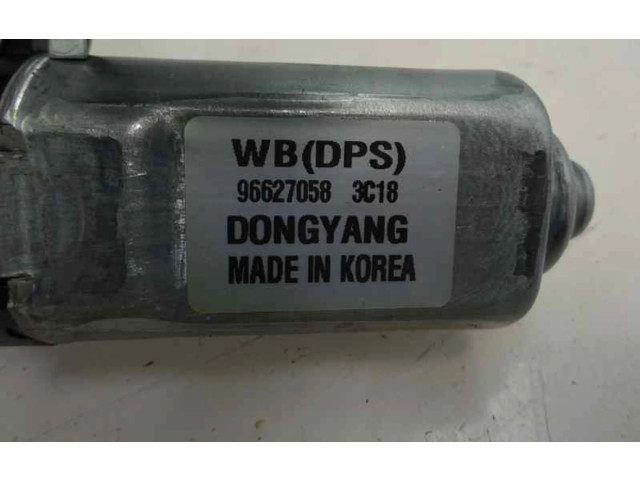 WB(DPS)
96627058 3C18
DONGYANG
MADE IN KOREA